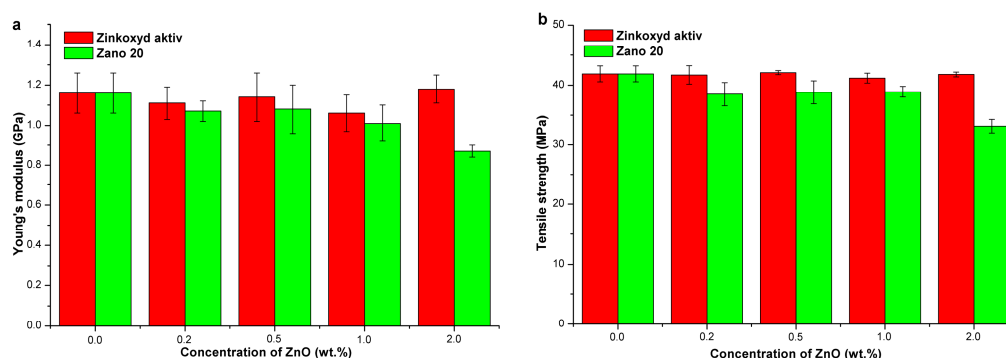 a
Zinkoxyd aktiv
Zano 20
Young's modulus (GPa)
1.4
1.2
1.0
0.8
0.6
0.4
0.2
0.0
0.0 0.2 0.5 1.0 2.0
Concentration of ZnO (wt.%)
b
Zinkoxyd aktiv
Zano 20
Tensile strength (MPa)
50
40
30
20
10
0
0.0 0.2 0.5 1.0 2.0
Concentration of ZnO (wt.%)